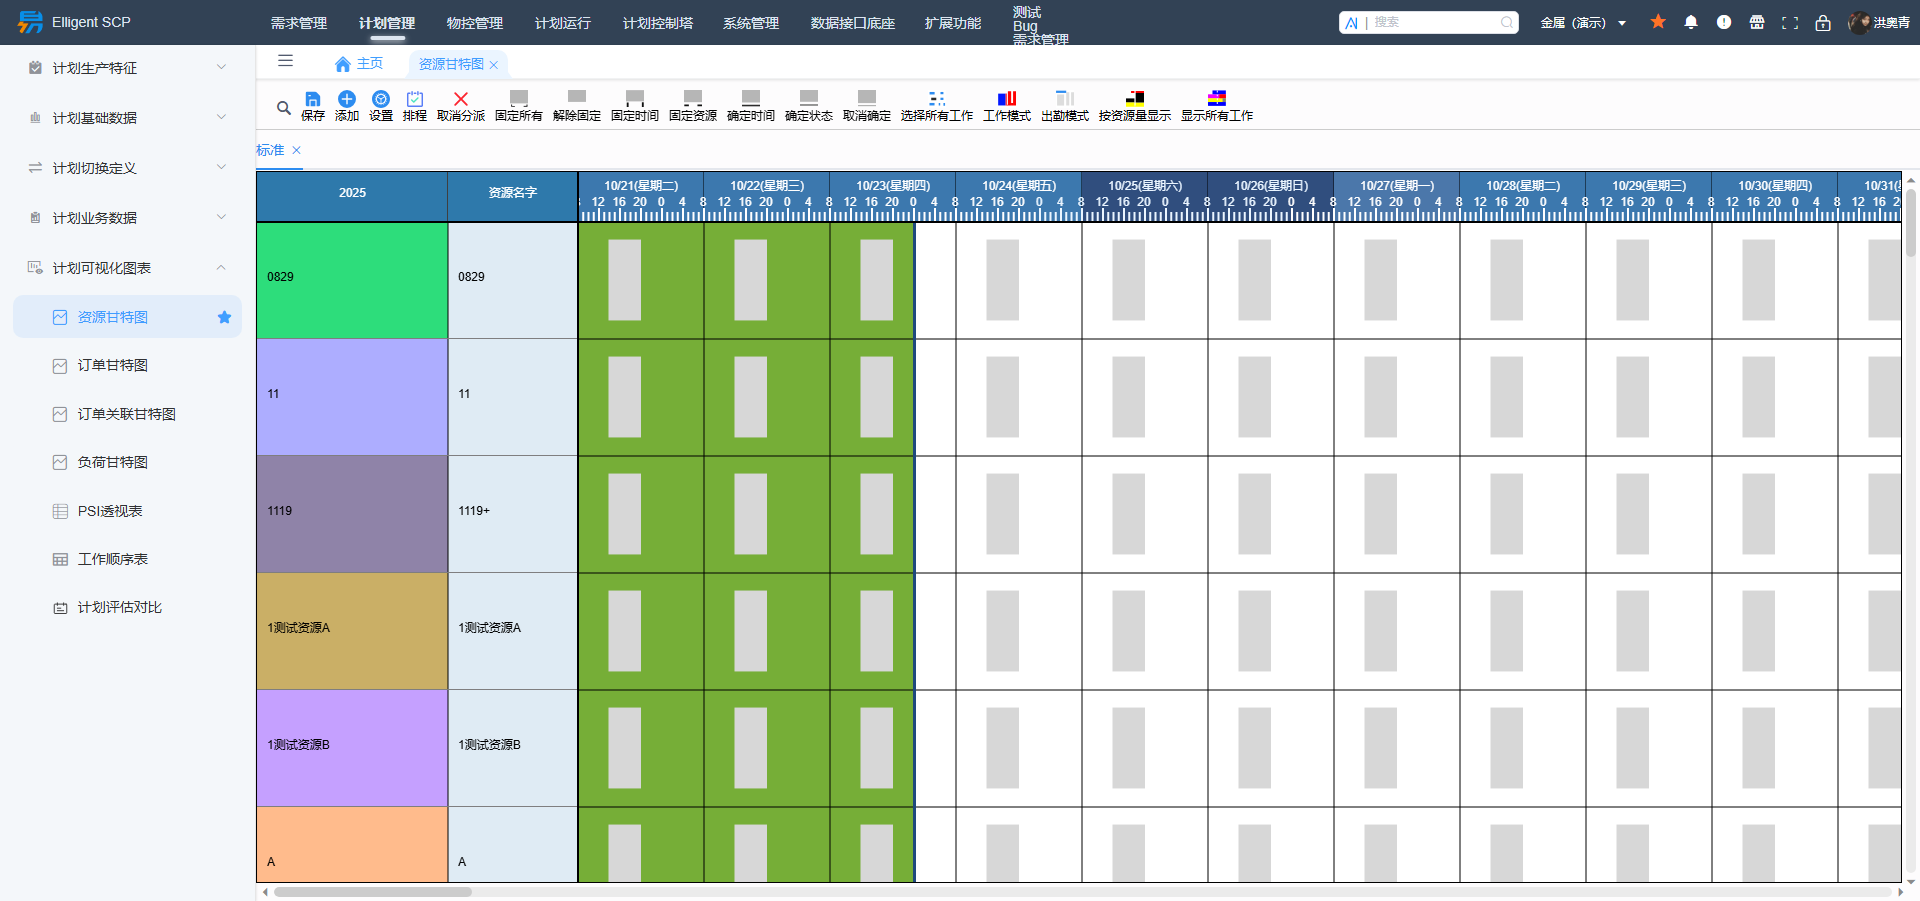 Elligent SCP
需求管理
计划管理
物控管理
计划运行
计划控制塔
系统管理
数据接口底座
扩展功能
测试
Bug
需求管理
AI | 搜索
金属（演示）
洪奥青
计划生产特征
计划基础数据
计划切换定义
计划业务数据
计划可视化图表
资源甘特图
订单甘特图
订单关联甘特图
负荷甘特图
PSI透视表
工作顺序表
计划评估对比
主页
资源甘特图
保存
添加
设置
排程
取消分派
固定所有
解除固定
固定时间
固定资源
确定时间
确定状态
取消确定
选择所有工作
工作模式
出勤模式
按资源量显示
显示所有工作
标准
2025
资源名字
10/21(星期二) 10/22(星期三) 10/23(星期四) 10/24(星期五) 10/25(星期六) 10/26(星期日) 10/27(星期一) 10/28(星期二) 10/29(星期三) 10/30(星期四) 10/31(
12 16 20 0 4 8 12 16 20 0 4 8 12 16 20 0 4 8 12 16 20 0 4 8 12 16 20 0 4 8 12 16 20 0 4 8 12 16 20 0 4 8 12 16 20 0 4 8 12 16 20 0 4 8 12 16 20 0 4 8 12 16 2
0829 0829
11 11
1119 1119+
1测试资源A 1测试资源A
1测试资源B 1测试资源B
A A